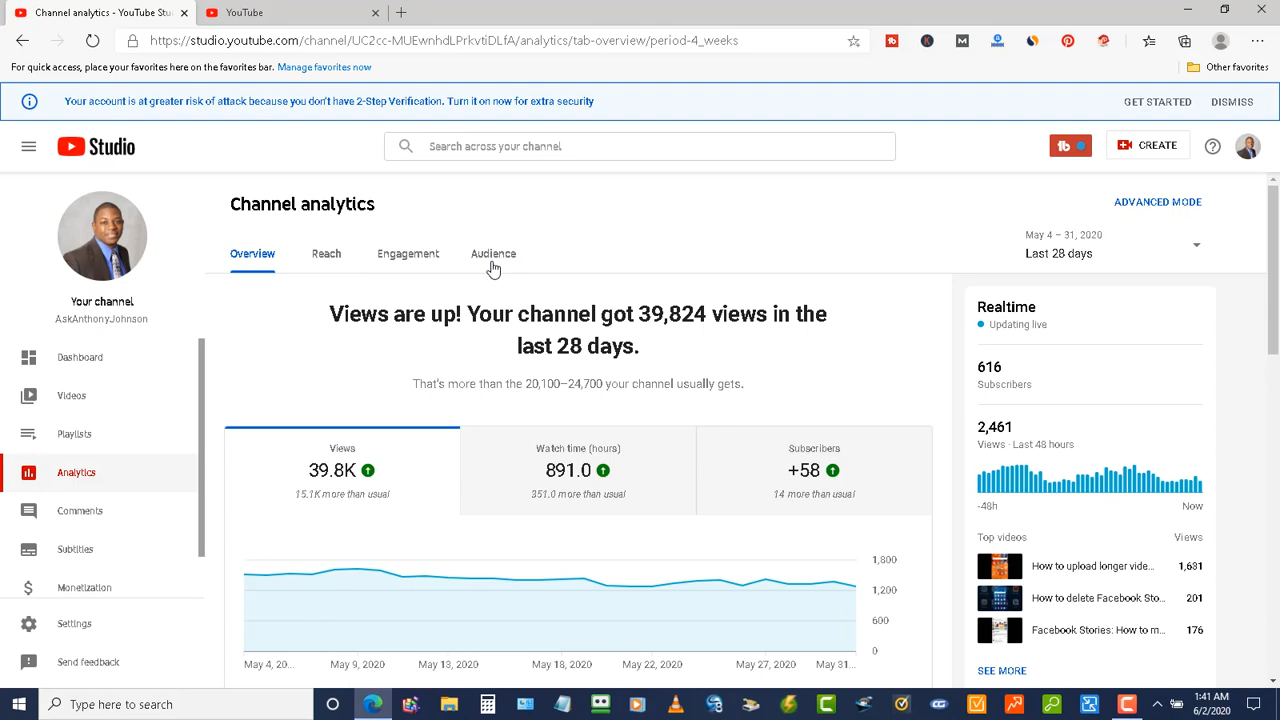 Channel analytics - YouTube Stu
YouTube
https://studio.youtube.com/channel/UC2cc-MUEwnhdLPrkvtiDLfA/analytics/tab-overview/period-4_weeks
For quick access, place your favorites here on the favorites bar. Manage favorites now
Other favorites
Your account is at greater risk of attack because you don't have 2-Step Verification. Turn it on now for extra security
GET STARTED
DISMISS
Studio
Search across your channel
tb
CREATE
Channel analytics
ADVANCED MODE
Overview
Reach
Engagement
Audience
May 4 – 31, 2020
Last 28 days
Your channel
AskAnthonyJohnson
Dashboard
Videos
Playlists
Analytics
Comments
Subtitles
Monetization
Settings
Send feedback
Views are up! Your channel got 39,824 views in the
last 28 days.
That's more than the 20,100–24,700 your channel usually gets.
Views
39.8K
15.1K more than usual
Watch time (hours)
891.0
351.0 more than usual
Subscribers
+58
14 more than usual
1,800
1,200
600
0
May 4, 20...
May 9, 2020
May 13, 2020
May 18, 2020
May 22, 2020
May 27, 2020
May 31...
Realtime
Updating live
616
Subscribers
2,461
Views · Last 48 hours
-48h
Now
Top videos
Views
How to upload longer vide...
1,681
How to delete Facebook Sto...
201
Facebook Stories: How to m...
176
SEE MORE
Type here to search
1:41 AM
6/2/2020